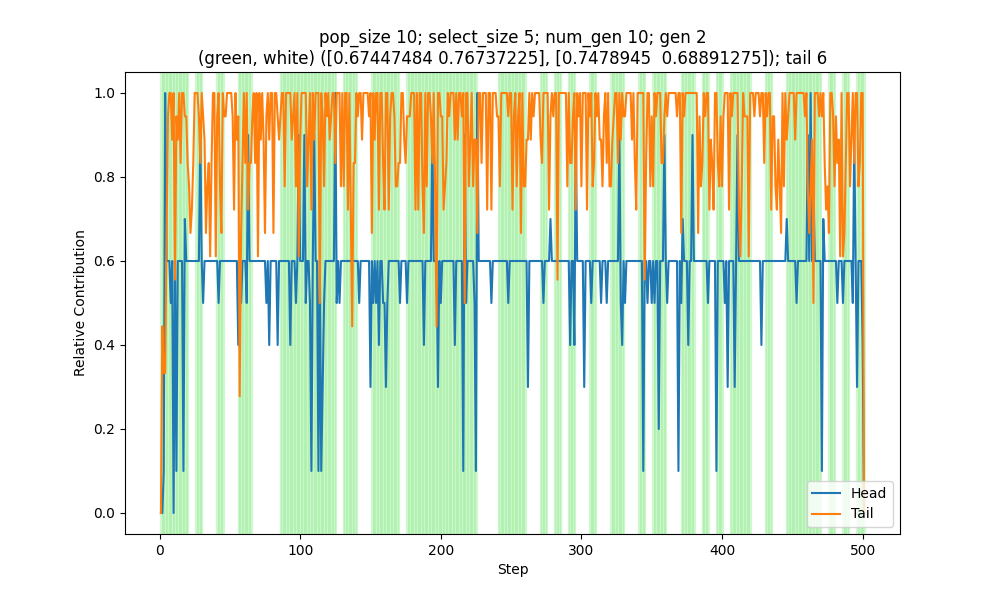 pop_size 10; select_size 5; num_gen 10; gen 2
(green, white) ([0.67447484 0.76737225], [0.7478945  0.68891275]); tail 6
1.0
0.8
0.6
0.4
0.2
0.0
Relative Contribution
0
100
200
300
400
500
Step
Head
Tail